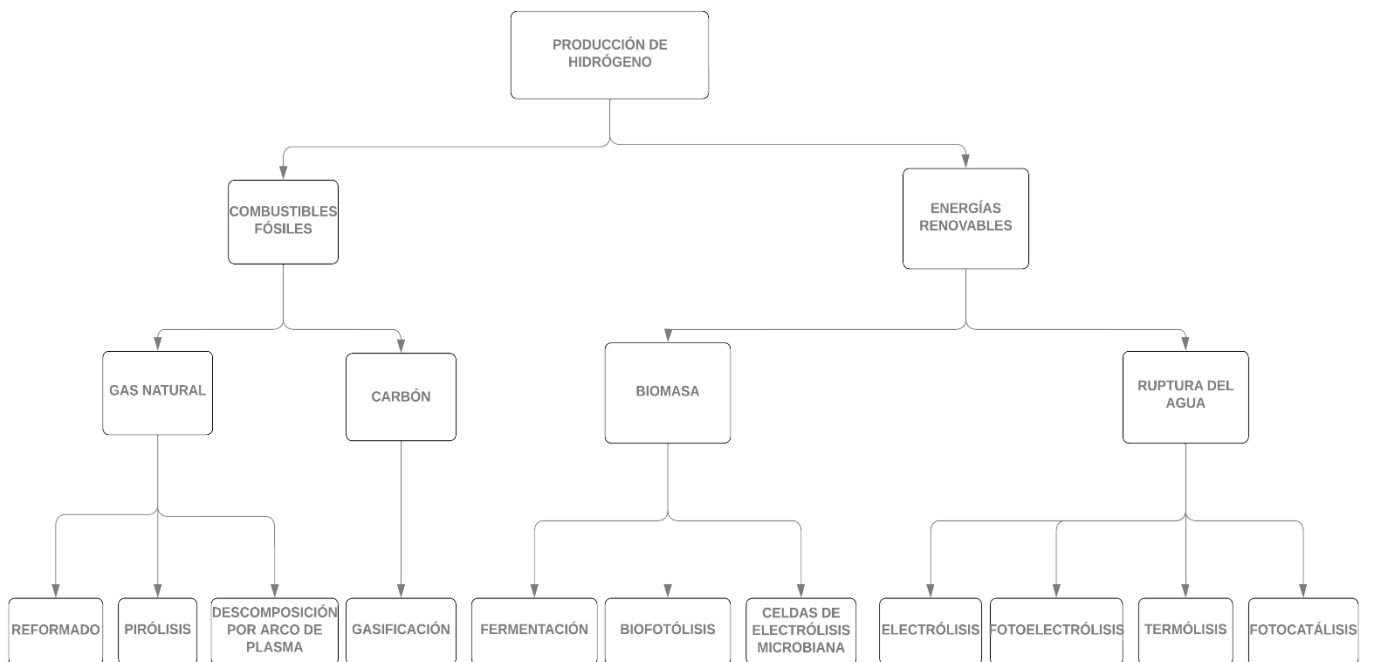 PRODUCCIÓN DE
HIDRÓGENO
COMBUSTIBLES
FÓSILES
ENERGÍAS
RENOVABLES
GAS NATURAL
CARBÓN
BIOMASA
RUPTURA DEL
AGUA
REFORMADO
PIRÓLISIS
DESCOMPOSICIÓN
POR ARCO DE
PLASMA
GASIFICACIÓN
FERMENTACIÓN
BIOFOTÓLISIS
CELDAS DE
ELECTRÓLISIS
MICROBIANA
ELECTRÓLISIS
FOTOELECTRÓLISIS
TERMÓLISIS
FOTOCATÁLISIS